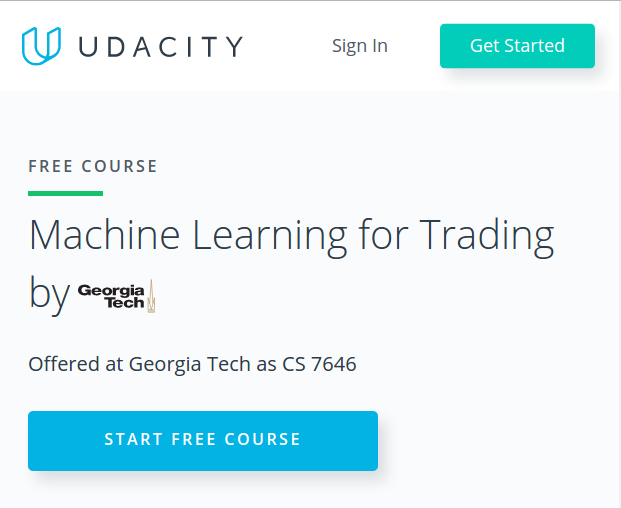 UDACITY Sign In Get Started
FREE COURSE
Machine Learning for Trading
by Georgia Tech
Offered at Georgia Tech as CS 7646
START FREE COURSE